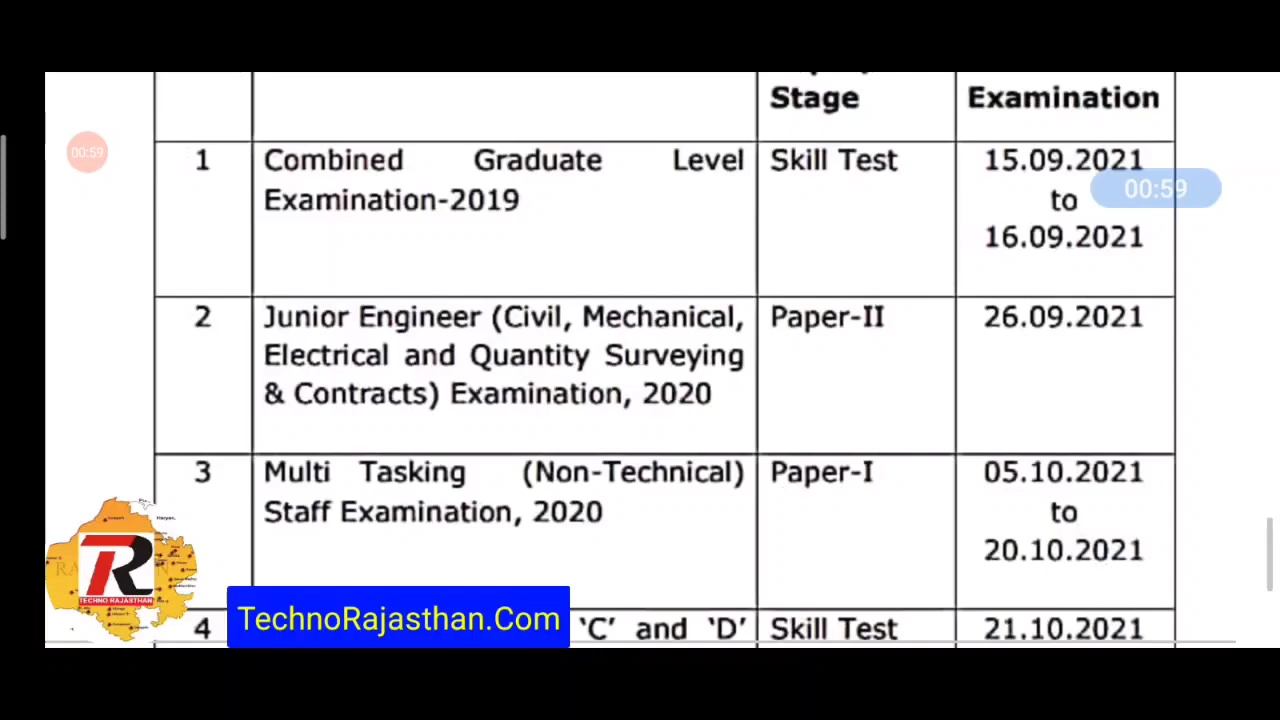 Stage
Examination
00:59
1
Combined Graduate Level
Examination-2019
Skill Test
15.09.2021
to
16.09.2021
00:59
2
Junior Engineer (Civil, Mechanical,
Electrical and Quantity Surveying
& Contracts) Examination, 2020
Paper-II
26.09.2021
3
Multi Tasking (Non-Technical)
Staff Examination, 2020
Paper-I
05.10.2021
to
20.10.2021
TR
TECHNO RAJASTHAN
TechnoRajasthan.Com
4
‘C’ and ‘D’
Skill Test
21.10.2021